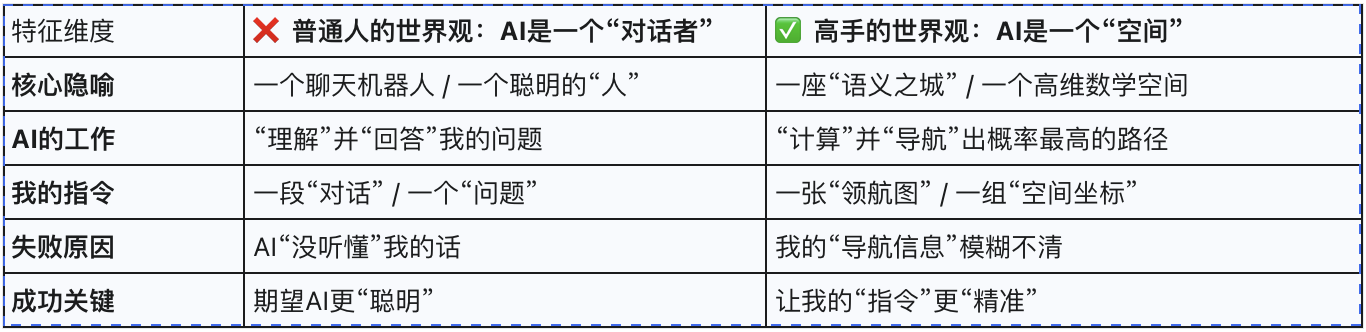 特征维度 ❌ 普通人的世界观：AI是一个“对话者” ✅ 高手的世界观：AI是一个“空间”
核心隐喻 一个聊天机器人 / 一个聪明的“人” 一座“语义之城” / 一个高维数学空间
AI的工作 “理解”并“回答”我的问题 “计算”并“导航”出概率最高的路径
我的指令 一段“对话” / 一个“问题” 一张“领航图” / 一组“空间坐标”
失败原因 AI“没听懂”我的话 我的“导航信息”模糊不清
成功关键 期望AI更“聪明” 让我的“指令”更“精准”